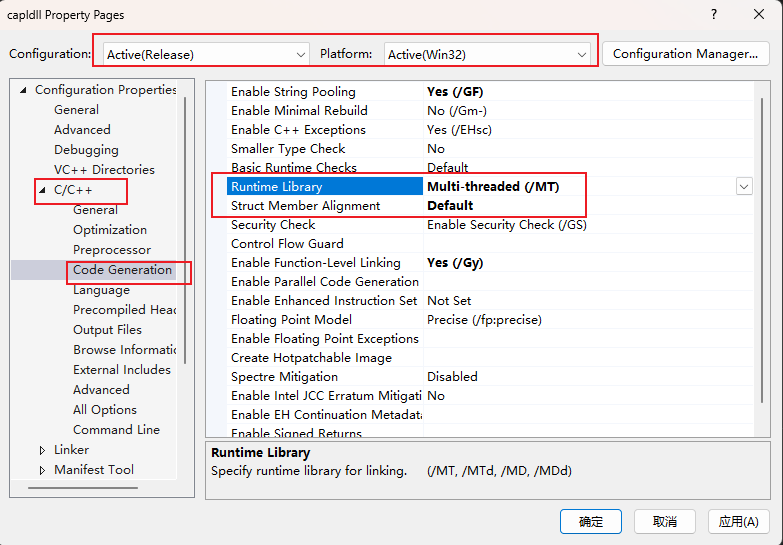 capldll Property Pages
?
Configuration: Active(Release) Platform: Active(Win32) Configuration Manager...
Configuration Properties
General
Advanced
Debugging
VC++ Directories
C/C++
General
Optimization
Preprocessor
Code Generation
Language
Precompiled Head
Output Files
Browse Informatic
External Includes
Advanced
All Options
Command Line
Linker
Manifest Tool
Enable String Pooling Yes (/GF)
Enable Minimal Rebuild No (/Gm-)
Enable C++ Exceptions Yes (/EHsc)
Smaller Type Check No
Basic Runtime Checks Default
Runtime Library Multi-threaded (/MT)
Struct Member Alignment Default
Security Check Enable Security Check (/GS)
Control Flow Guard
Enable Function-Level Linking Yes (/Gy)
Enable Parallel Code Generation
Enable Enhanced Instruction Set Not Set
Floating Point Model Precise (/fp:precise)
Enable Floating Point Exceptions
Create Hotpatchable Image
Spectre Mitigation Disabled
Enable Intel JCC Erratum Mitigati No
Enable EH Continuation Metadata
Enable Signed Returns
Runtime Library
Specify runtime library for linking. (/MT, /MTd, /MD, /MDd)
确定 取消 应用(A)